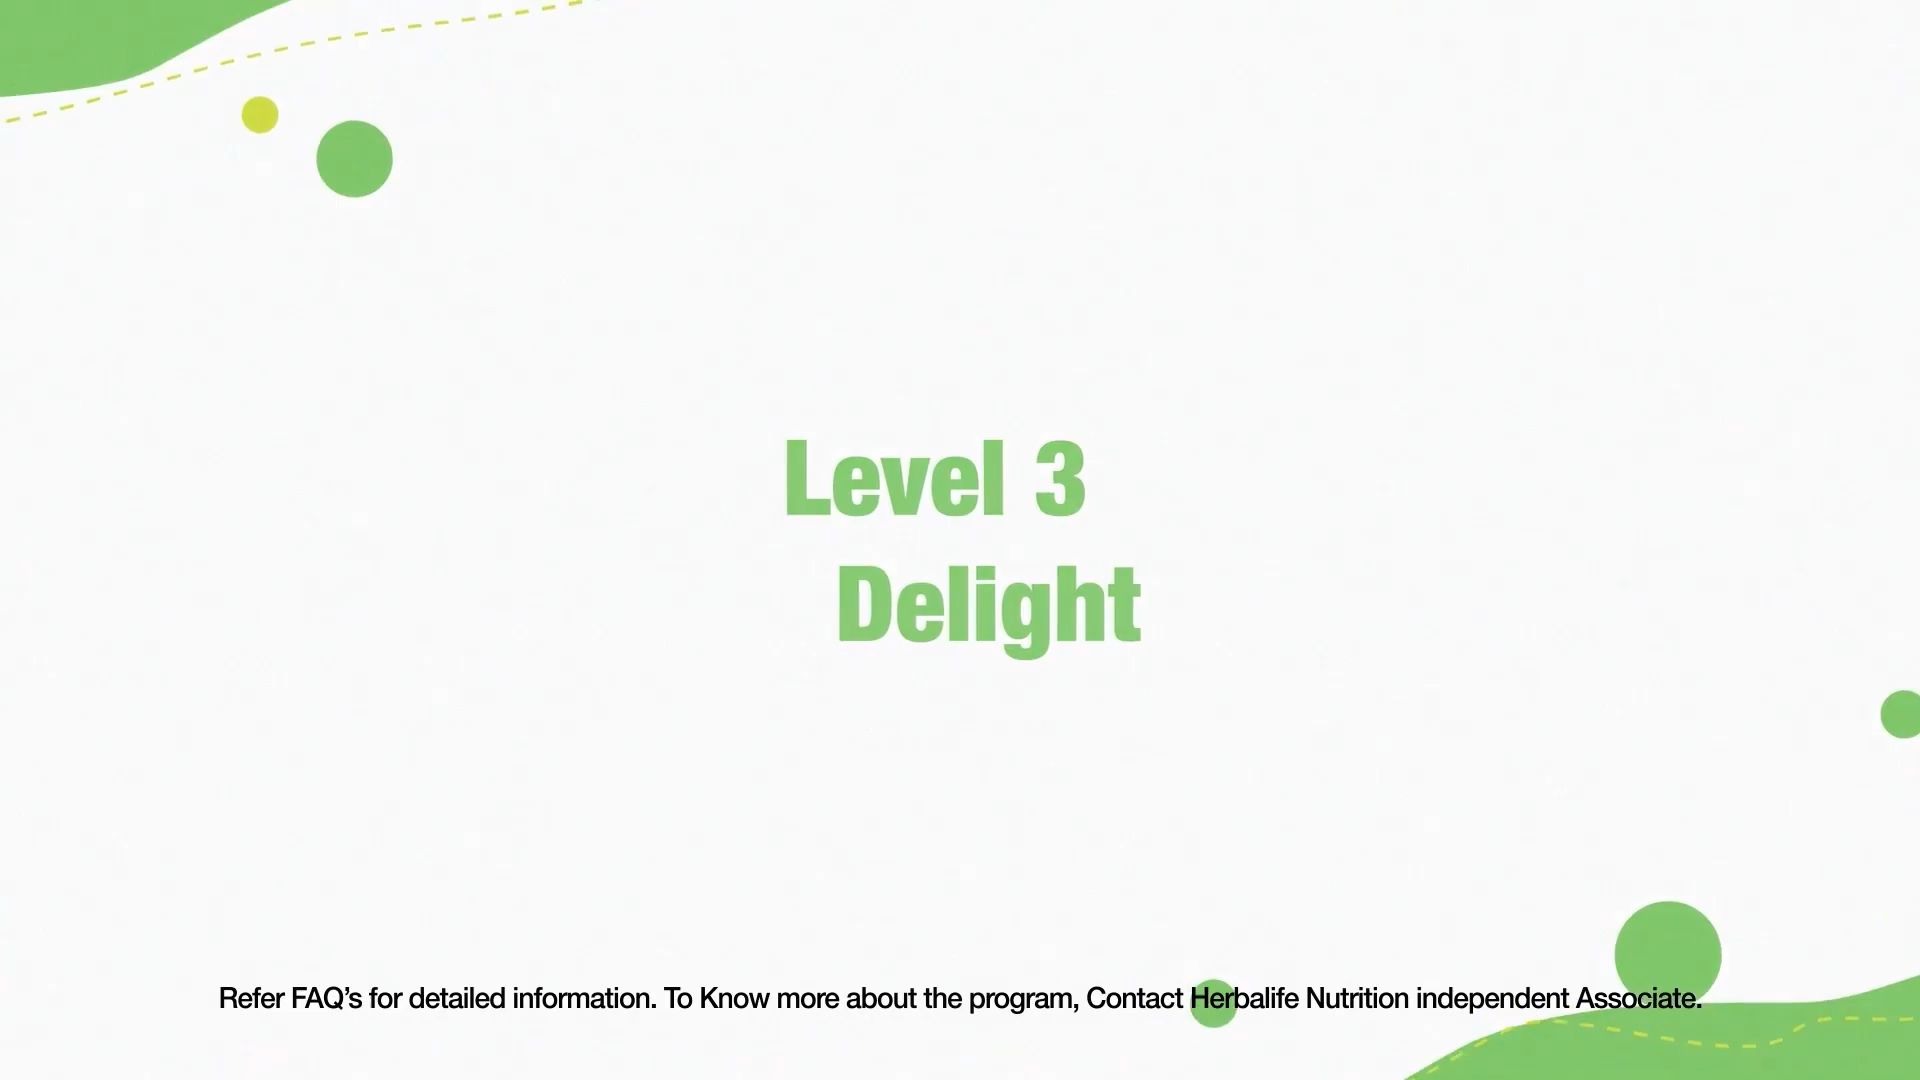 Level 3
Delight
Refer FAQ’s for detailed information. To Know more about the program, Contact Herbalife Nutrition independent Associate.